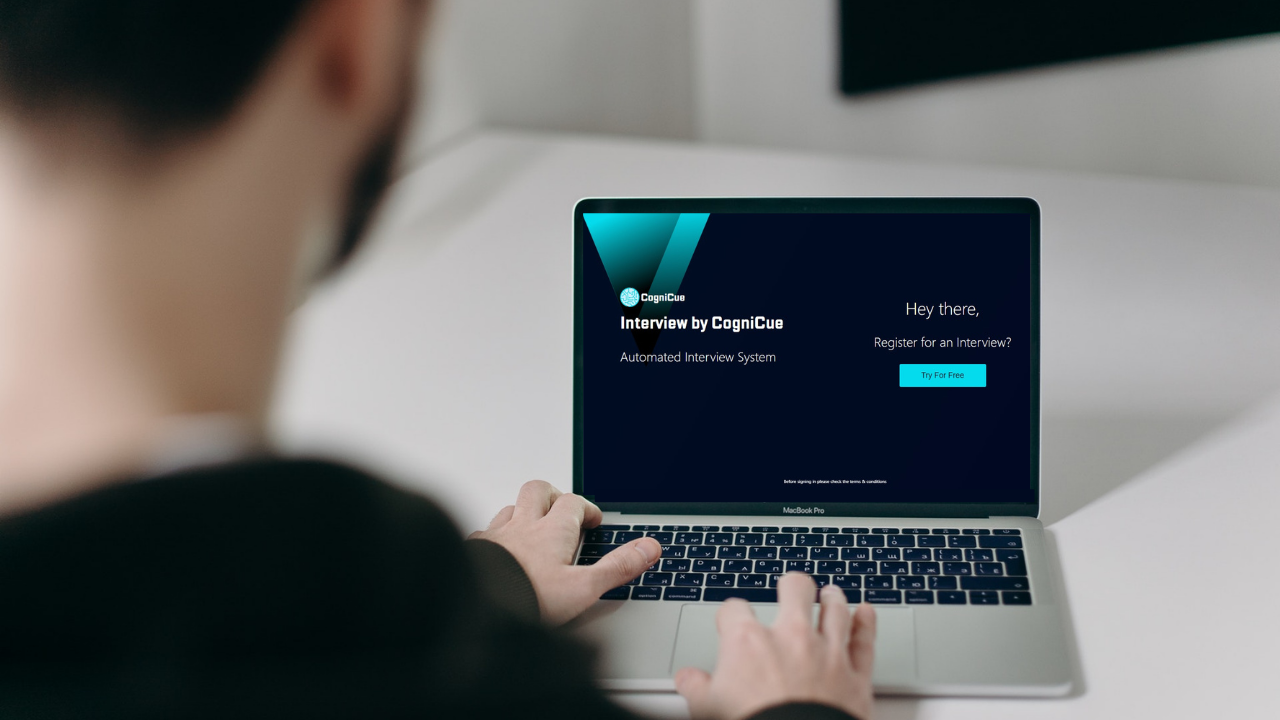 CogniCue
Interview by CogniCue
Automated Interview System
Hey there,
Register for an Interview?
Try For Free
Before signing in please check the terms & conditions
MacBook Pro